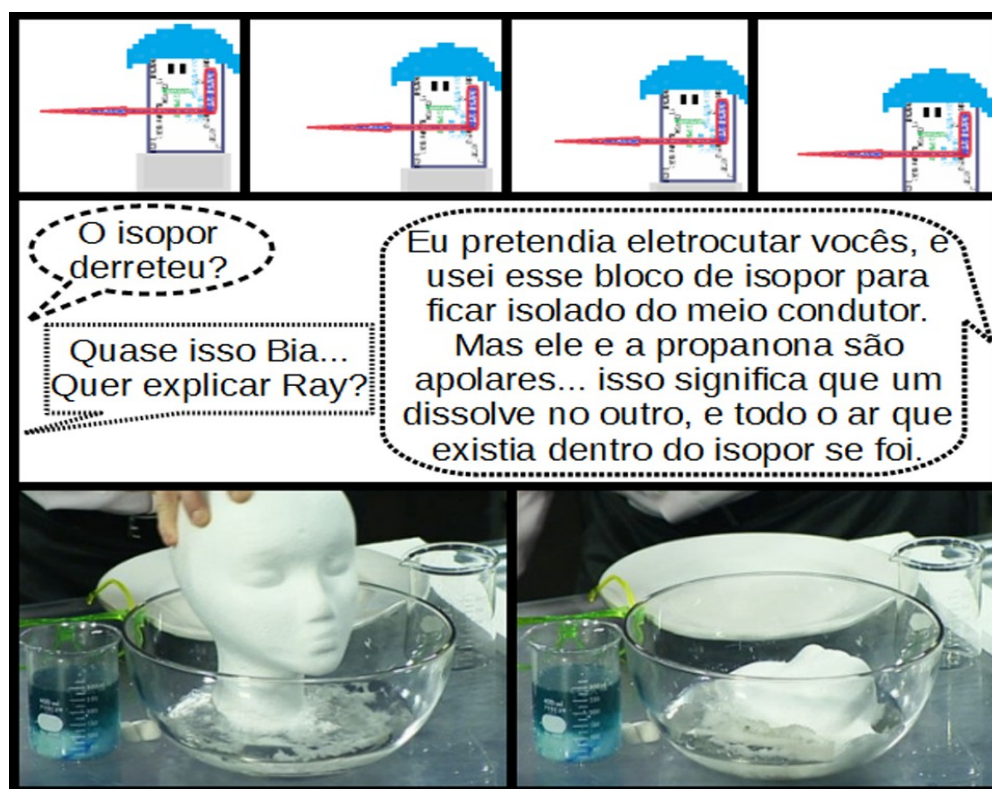 O isopor
derreteu?
Quase isso Bia...
Quer explicar Ray?
Eu pretendia eletrocutar vocês, e
usei esse bloco de isopor para
ficar isolado do meio condutor.
Mas ele e a propanona são
apolares... isso significa que um
dissolve no outro, e todo o ar que
existia dentro do isopor se foi.